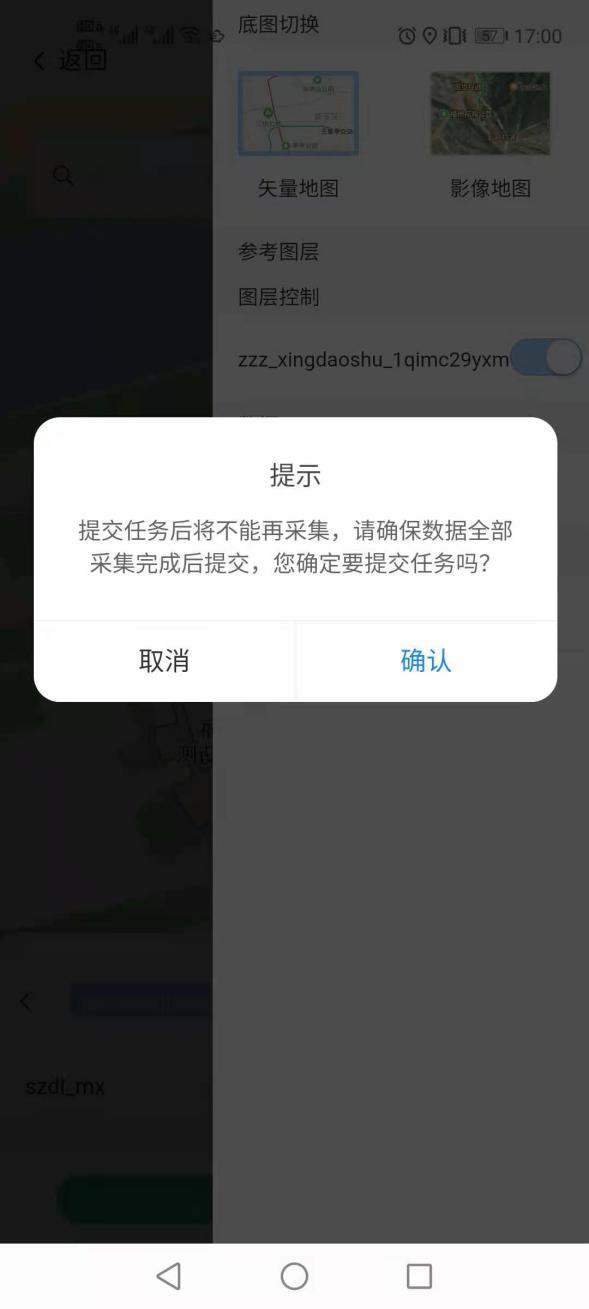 17:00
57
返回
底图切换
矢量地图
影像地图
参考图层
图层控制
zzz_xingdaoshu_1qimc29yxm
提示
提交任务后将不能再采集，请确保数据全部
采集完成后提交，您确定要提交任务吗？
取消
确认
szdl_mx